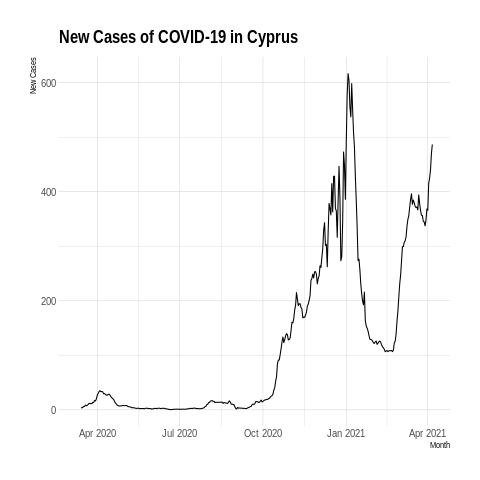 New Cases of COVID-19 in Cyprus
New Cases
600
400
200
0
Apr 2020 Jul 2020 Oct 2020 Jan 2021 Apr 2021
Month